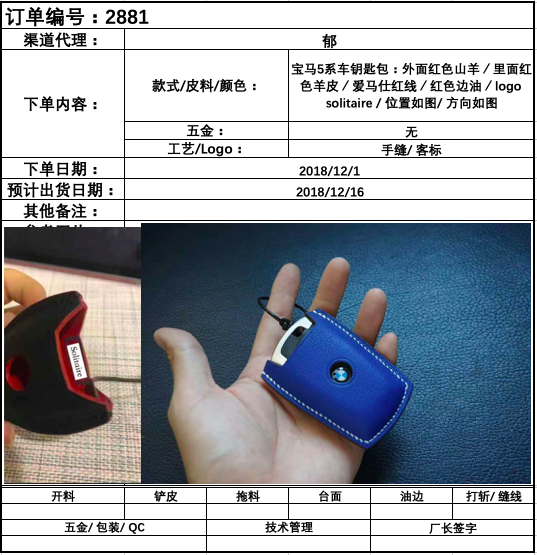 订单编号：2881
渠道代理：
郁
下单内容：
款式/皮料/颜色：
宝马5系车钥匙包：外面红色山羊/里面红
色羊皮/爱马仕红线/红色边油/logo
solitaire/位置如图/方向如图
五金：
无
工艺/Logo：
手缝/客标
下单日期：
2018/12/1
预计出货日期：
2018/12/16
其他备注：
Solitaire
开料
铲皮
拖料
台面
油边
打斩/缝线
五金/包装/QC
技术管理
厂长签字